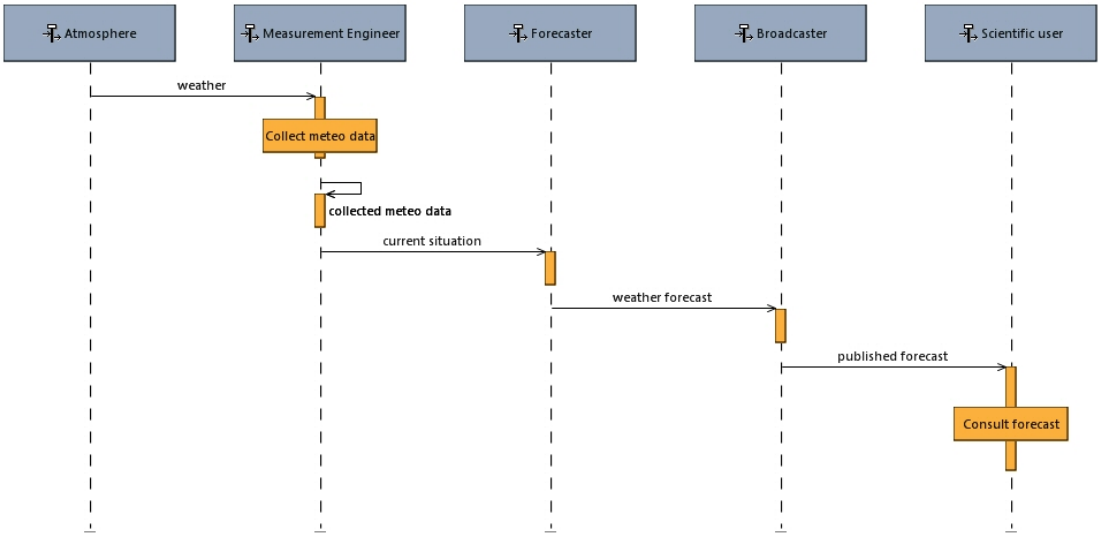 Atmosphere
Measurement Engineer
Forecaster
Broadcaster
Scientific user
weather
Collect meteo data
collected meteo data
current situation
weather forecast
published forecast
Consult forecast